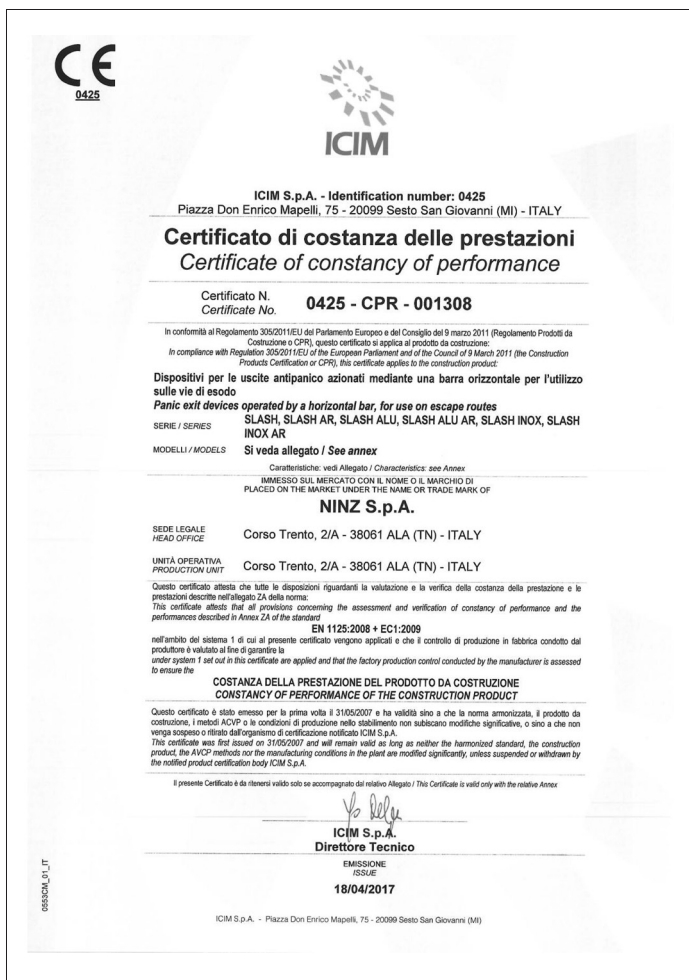 CE
0425
ICIM
ICIM S.p.A. - Identification number: 0425
Piazza Don Enrico Mapelli, 75 - 20099 Sesto San Giovanni (MI) - ITALY
Certificato di costanza delle prestazioni
Certificate of constancy of performance
Certificato N.
Certificate No.
0425 - CPR - 001308
In conformità al Regolamento 305/2011/EU del Parlamento Europeo e del Consiglio del 9 marzo 2011 (Regolamento Prodotti da
Costruzione o CPR), questo certificato si applica al prodotto da costruzione:
In compliance with Regulation 305/2011/EU of the European Parliament and of the Council of 9 March 2011 (the Construction
Products Certification or CPR), this certificate applies to the construction product:
Dispositivi per le uscite antipanico azionati mediante una barra orizzontale per l'utilizzo
sulle vie di esodo
Panic exit devices operated by a horizontal bar, for use on escape routes
SERIE / SERIES
SLASH, SLASH AR, SLASH ALU, SLASH ALU AR, SLASH INOX, SLASH
INOX AR
MODELLI / MODELS
Si veda allegato / See annex
Caratteristiche: vedi Allegato / Characteristics: see Annex
IMMESSO SUL MERCATO CON IL NOME O IL MARCHIO DI
PLACED ON THE MARKET UNDER THE NAME OR TRADE MARK OF
NINZ S.p.A.
SEDE LEGALE
HEAD OFFICE
Corso Trento, 2/A - 38061 ALA (TN) - ITALY
UNITÀ OPERATIVA
PRODUCTION UNIT
Corso Trento, 2/A - 38061 ALA (TN) - ITALY
Questo certificato attesta che tutte le disposizioni riguardanti la valutazione e la verifica della costanza della prestazione e le
prestazioni descritte nell'allegato ZA della norma:
This certificate attests that all provisions concerning the assessment and verification of constancy of performance and the
performances described in Annex ZA of the standard
EN 1125:2008 + EC1:2009
nell'ambito del sistema 1 di cui al presente certificato vengono applicati e che il controllo di produzione in fabbrica condotto dal
produttore è valutato al fine di garantire la
under system 1 set out in this certificate are applied and that the factory production control conducted by the manufacturer is assessed
to ensure the
COSTANZA DELLA PRESTAZIONE DEL PRODOTTO DA COSTRUZIONE
CONSTANCY OF PERFORMANCE OF THE CONSTRUCTION PRODUCT
Questo certificato è stato emesso per la prima volta il 31/05/2007 e ha validità sino a che la norma armonizzata, il prodotto da
costruzione, i metodi ACVP o le condizioni di produzione nello stabilimento non subiscano modifiche significative, o sino a che non
venga sospeso o ritirato dall'organismo di certificazione notificato ICIM S.p.A.
This certificate was first issued on 31/05/2007 and will remain valid as long as neither the harmonized standard, the construction
product, the AVCP methods nor the manufacturing conditions in the plant are modified significantly, unless suspended or withdrawn by
the notified product certification body ICIM S.p.A.
Il presente Certificato è da ritenersi valido solo se accompagnato dal relativo Allegato / This Certificate is valid only with the relative Annex
ICIM S.p.A.
Direttore Tecnico
EMISSIONE
ISSUE
18/04/2017
0553CM_01_IT
ICIM S.p.A. - Piazza Don Enrico Mapelli, 75 - 20099 Sesto San Giovanni (MI)